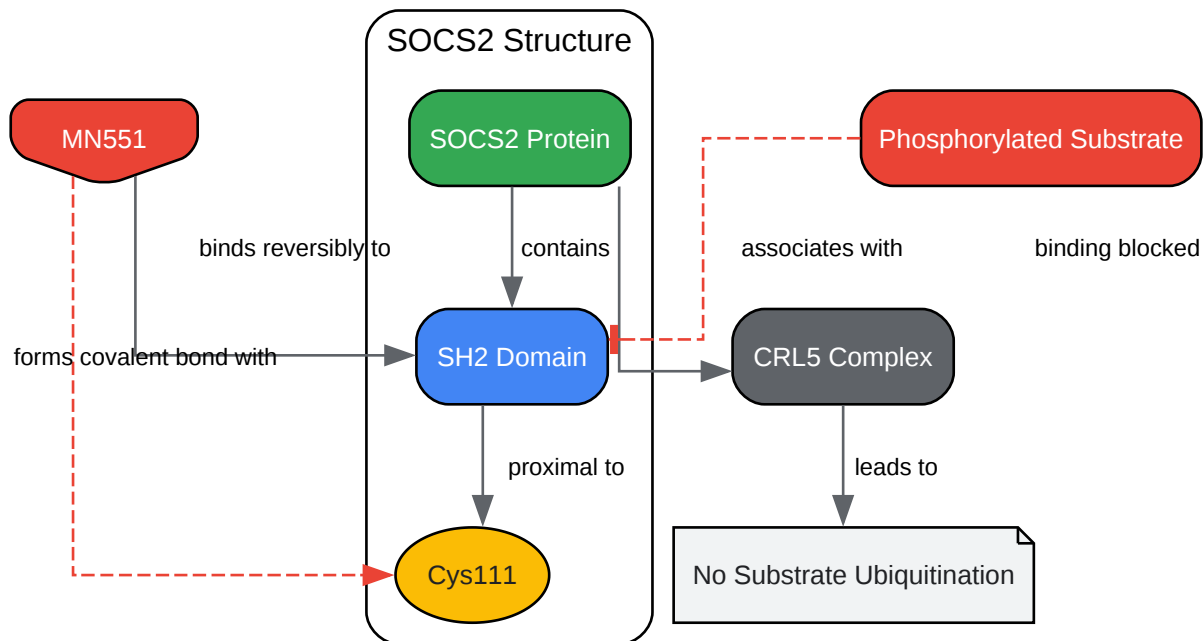 SOCS2 Structure
MN551
SOCS2 Protein
Phosphorylated Substrate
binds reversibly to
contains
associates with
binding blocked
forms covalent bond with
SH2 Domain
CRL5 Complex
proximal to
leads to
Cys111
No Substrate Ubiquitination